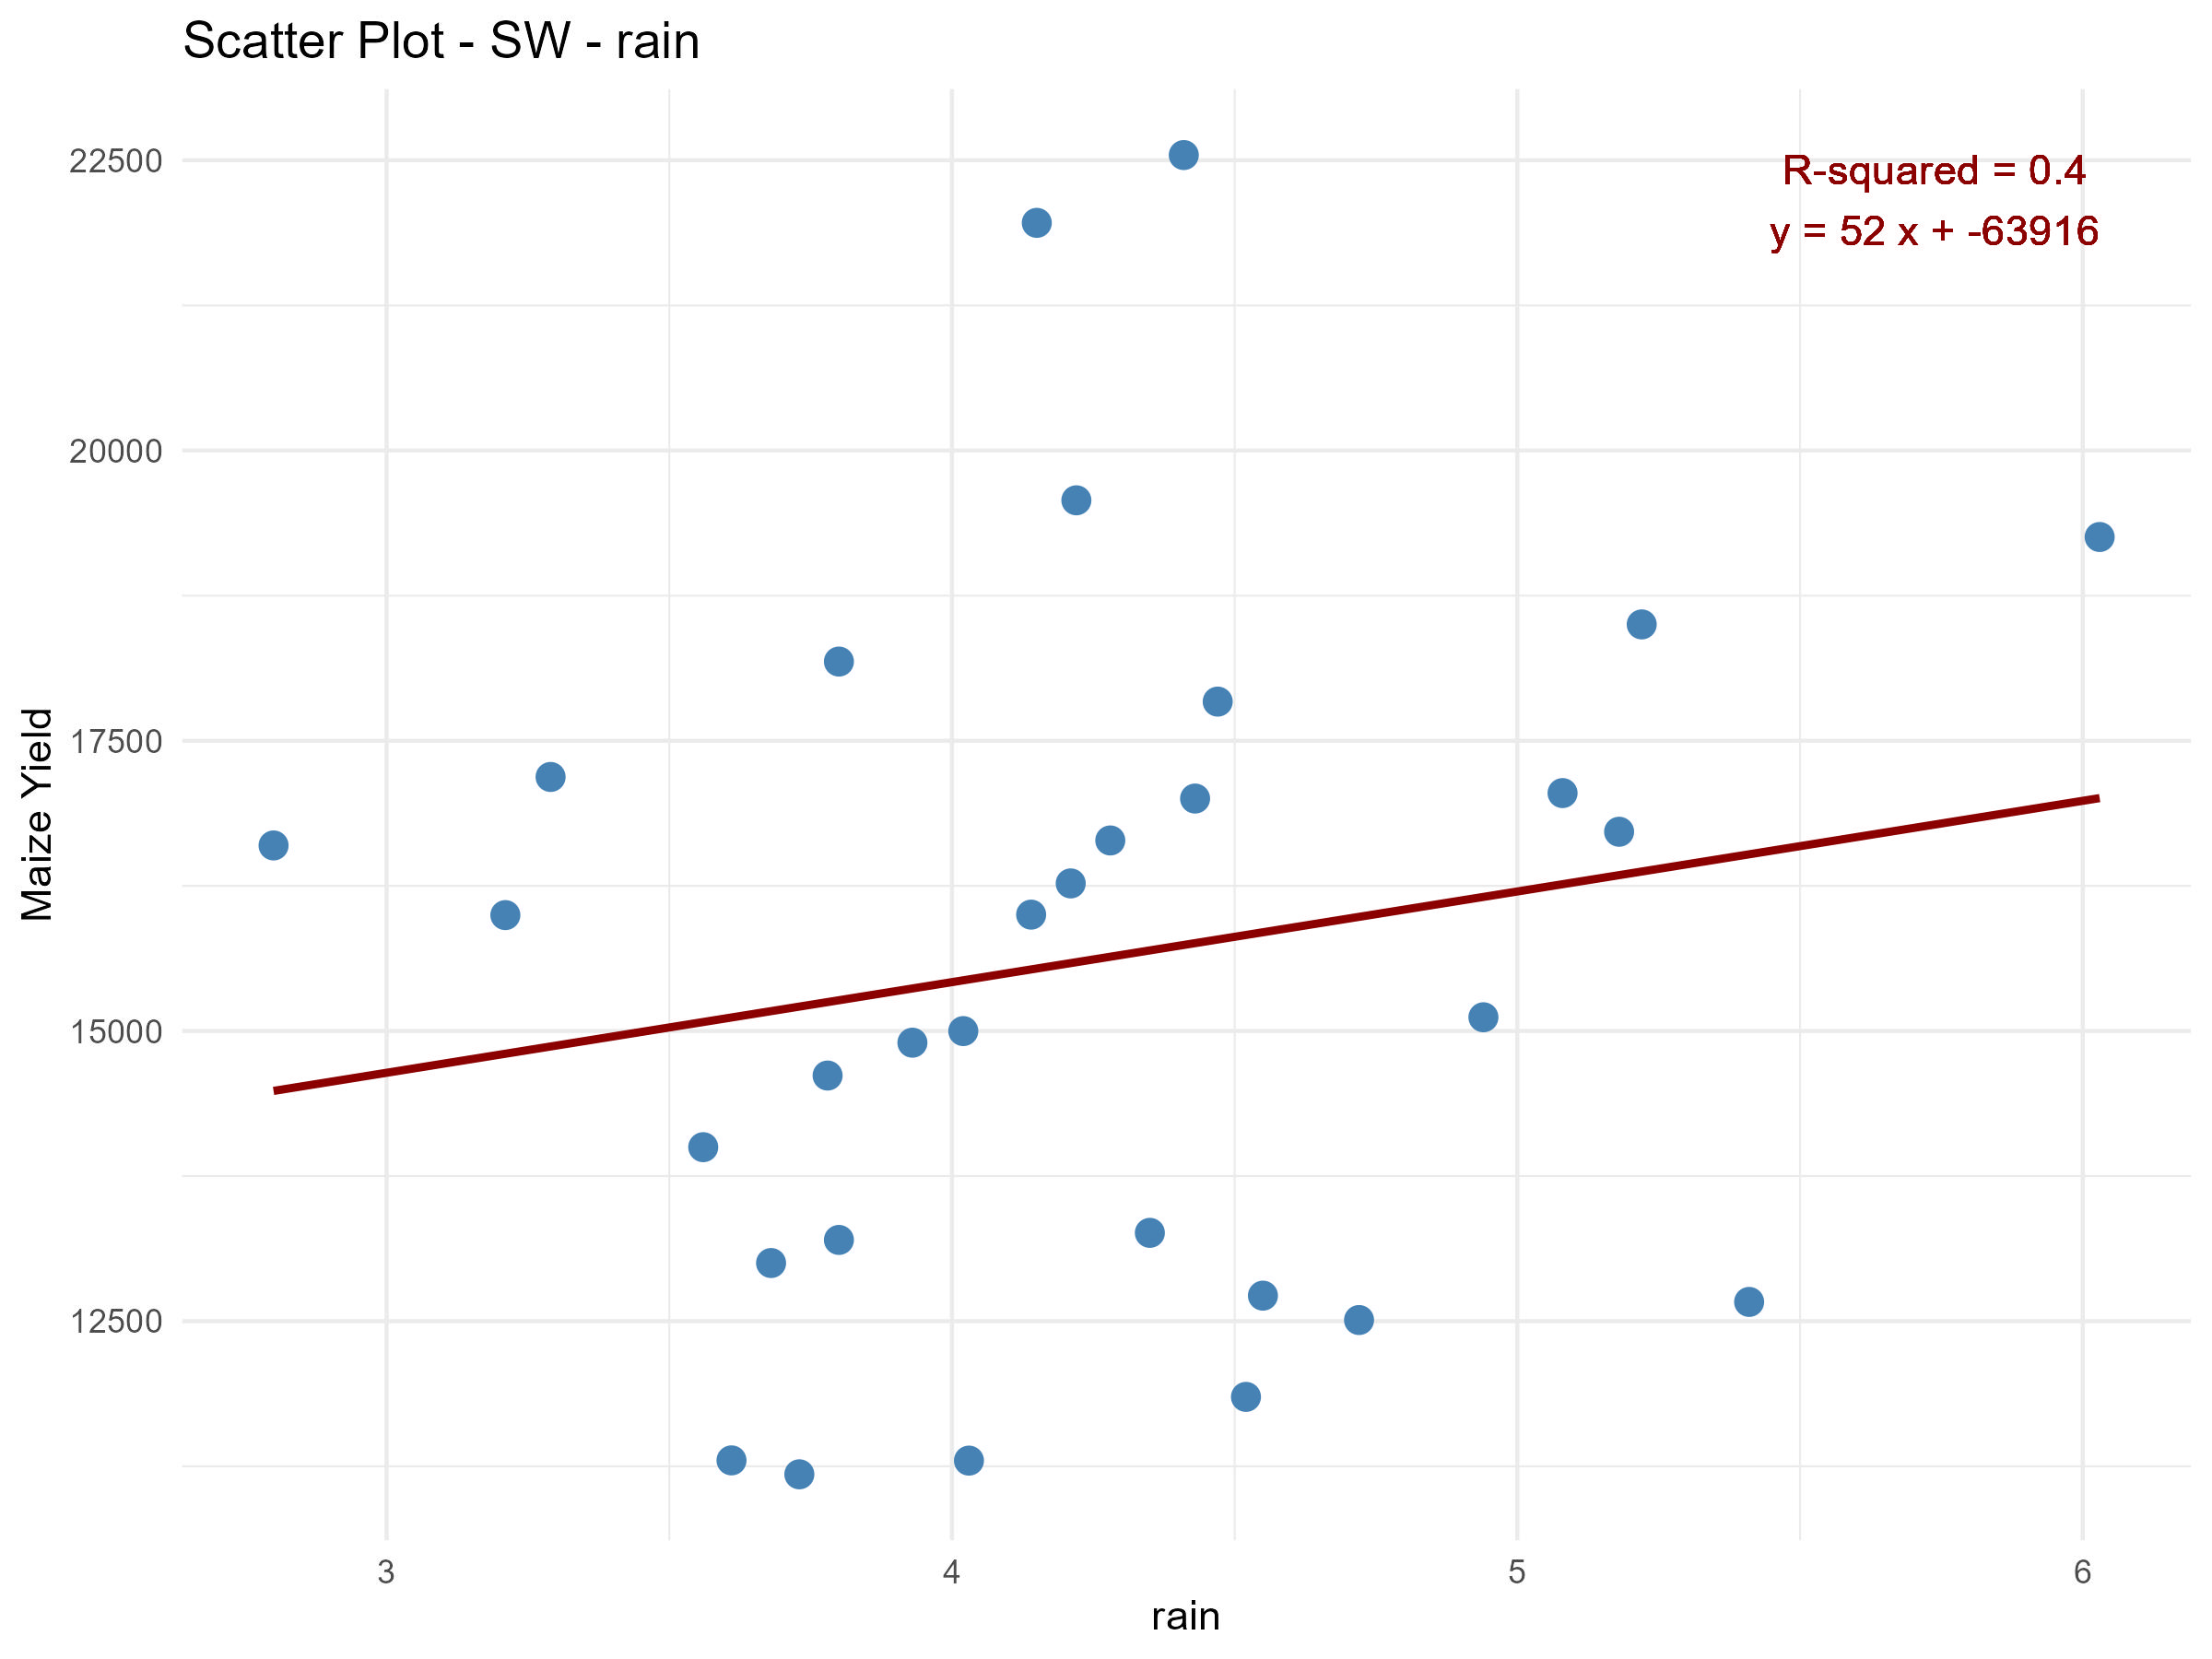 Scatter Plot - SW - rain
R-squared = 0.4
y = 52 x + -63916
22500
20000
17500
15000
12500
Maize Yield
3
4
5
6
rain